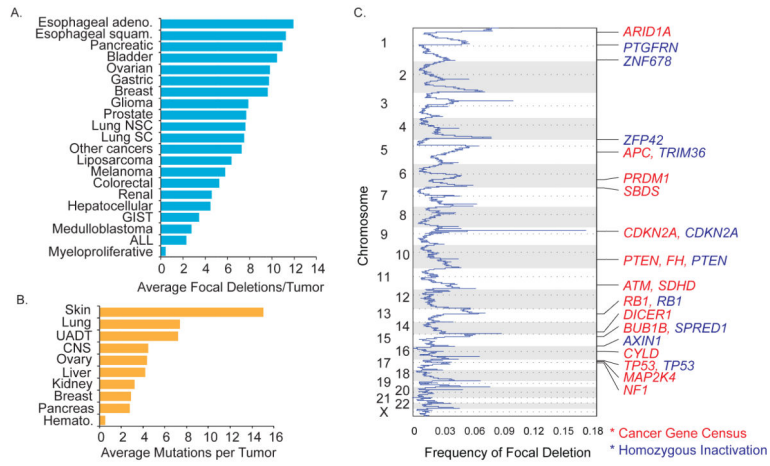 A.
Esophageal adeno.
Esophageal squam.
Pancreatic
Bladder
Ovarian
Gastric
Breast
Glioma
Prostate
Lung NSC
Lung SC
Other cancers
Liposarcoma
Melanoma
Colorectal
Renal
Hepatocellular
GIST
Medulloblastoma
ALL
Myeloproliferative
0 2 4 6 8 10 12 14
Average Focal Deletions/Tumor
B.
Skin
Lung
UADT
CNS
Ovary
Liver
Kidney
Breast
Pancreas
Hemato.
0 2 4 6 8 10 12 14 16
Average Mutations per Tumor
C.
Chromosome
1
2
3
4
5
6
7
8
9
10
11
12
13
14
15
16
17
18
19
20
21
22
X
0 0.03 0.06 0.09 0.12 0.15 0.18
Frequency of Focal Deletion
ARID1A
PTGFRN
ZNF678
ZFP42
APC, TRIM36
PRDM1
SBDS
CDKN2A, CDKN2A
PTEN, FH, PTEN
ATM, SDHD
RB1, RB1
DICER1
BUB1B, SPRED1
AXIN1
CYLD
TP53, TP53
MAP2K4
NF1
* Cancer Gene Census
* Homozygous Inactivation